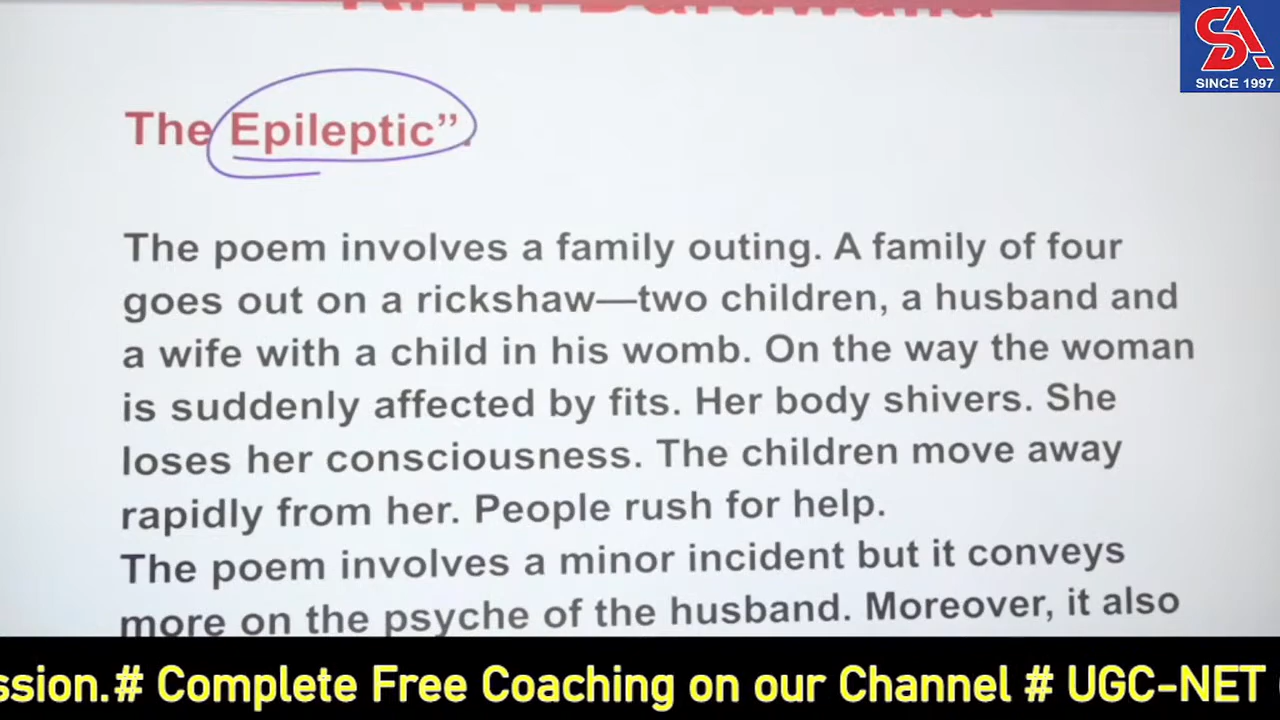 SA
SINCE 1997
The Epileptic”.
The poem involves a family outing. A family of four
goes out on a rickshaw—two children, a husband and
a wife with a child in his womb. On the way the woman
is suddenly affected by fits. Her body shivers. She
loses her consciousness. The children move away
rapidly from her. People rush for help.
The poem involves a minor incident but it conveys
more on the psyche of the husband. Moreover, it also
ssion.# Complete Free Coaching on our Channel # UGC-NET